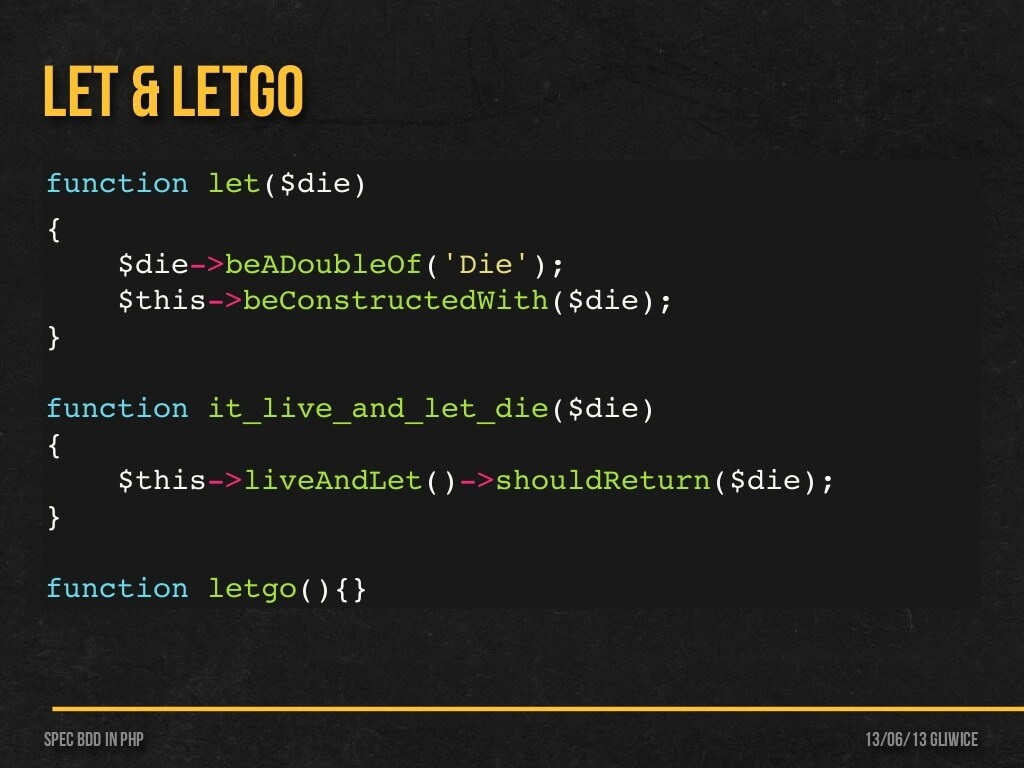 LET & LETGO
function let($die)
{
    $die->beADoubleOf('Die');
    $this->beConstructedWith($die);
}
function it_live_and_let_die($die)
{
    $this->liveAndLet()->shouldReturn($die);
}
function letgo(){}
SPEC BDD IN PHP
13/06/13 GLIWICE